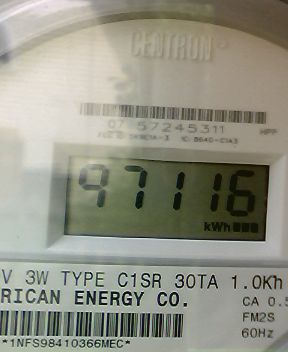 CENTRON®
07 57245311 HPP
97116
kWh
V 3W TYPE C1SR 30TA 1.0Kh
RICAN ENERGY CO.
CA 0.5
FM2S
60Hz
*1NFS98410366MEC*